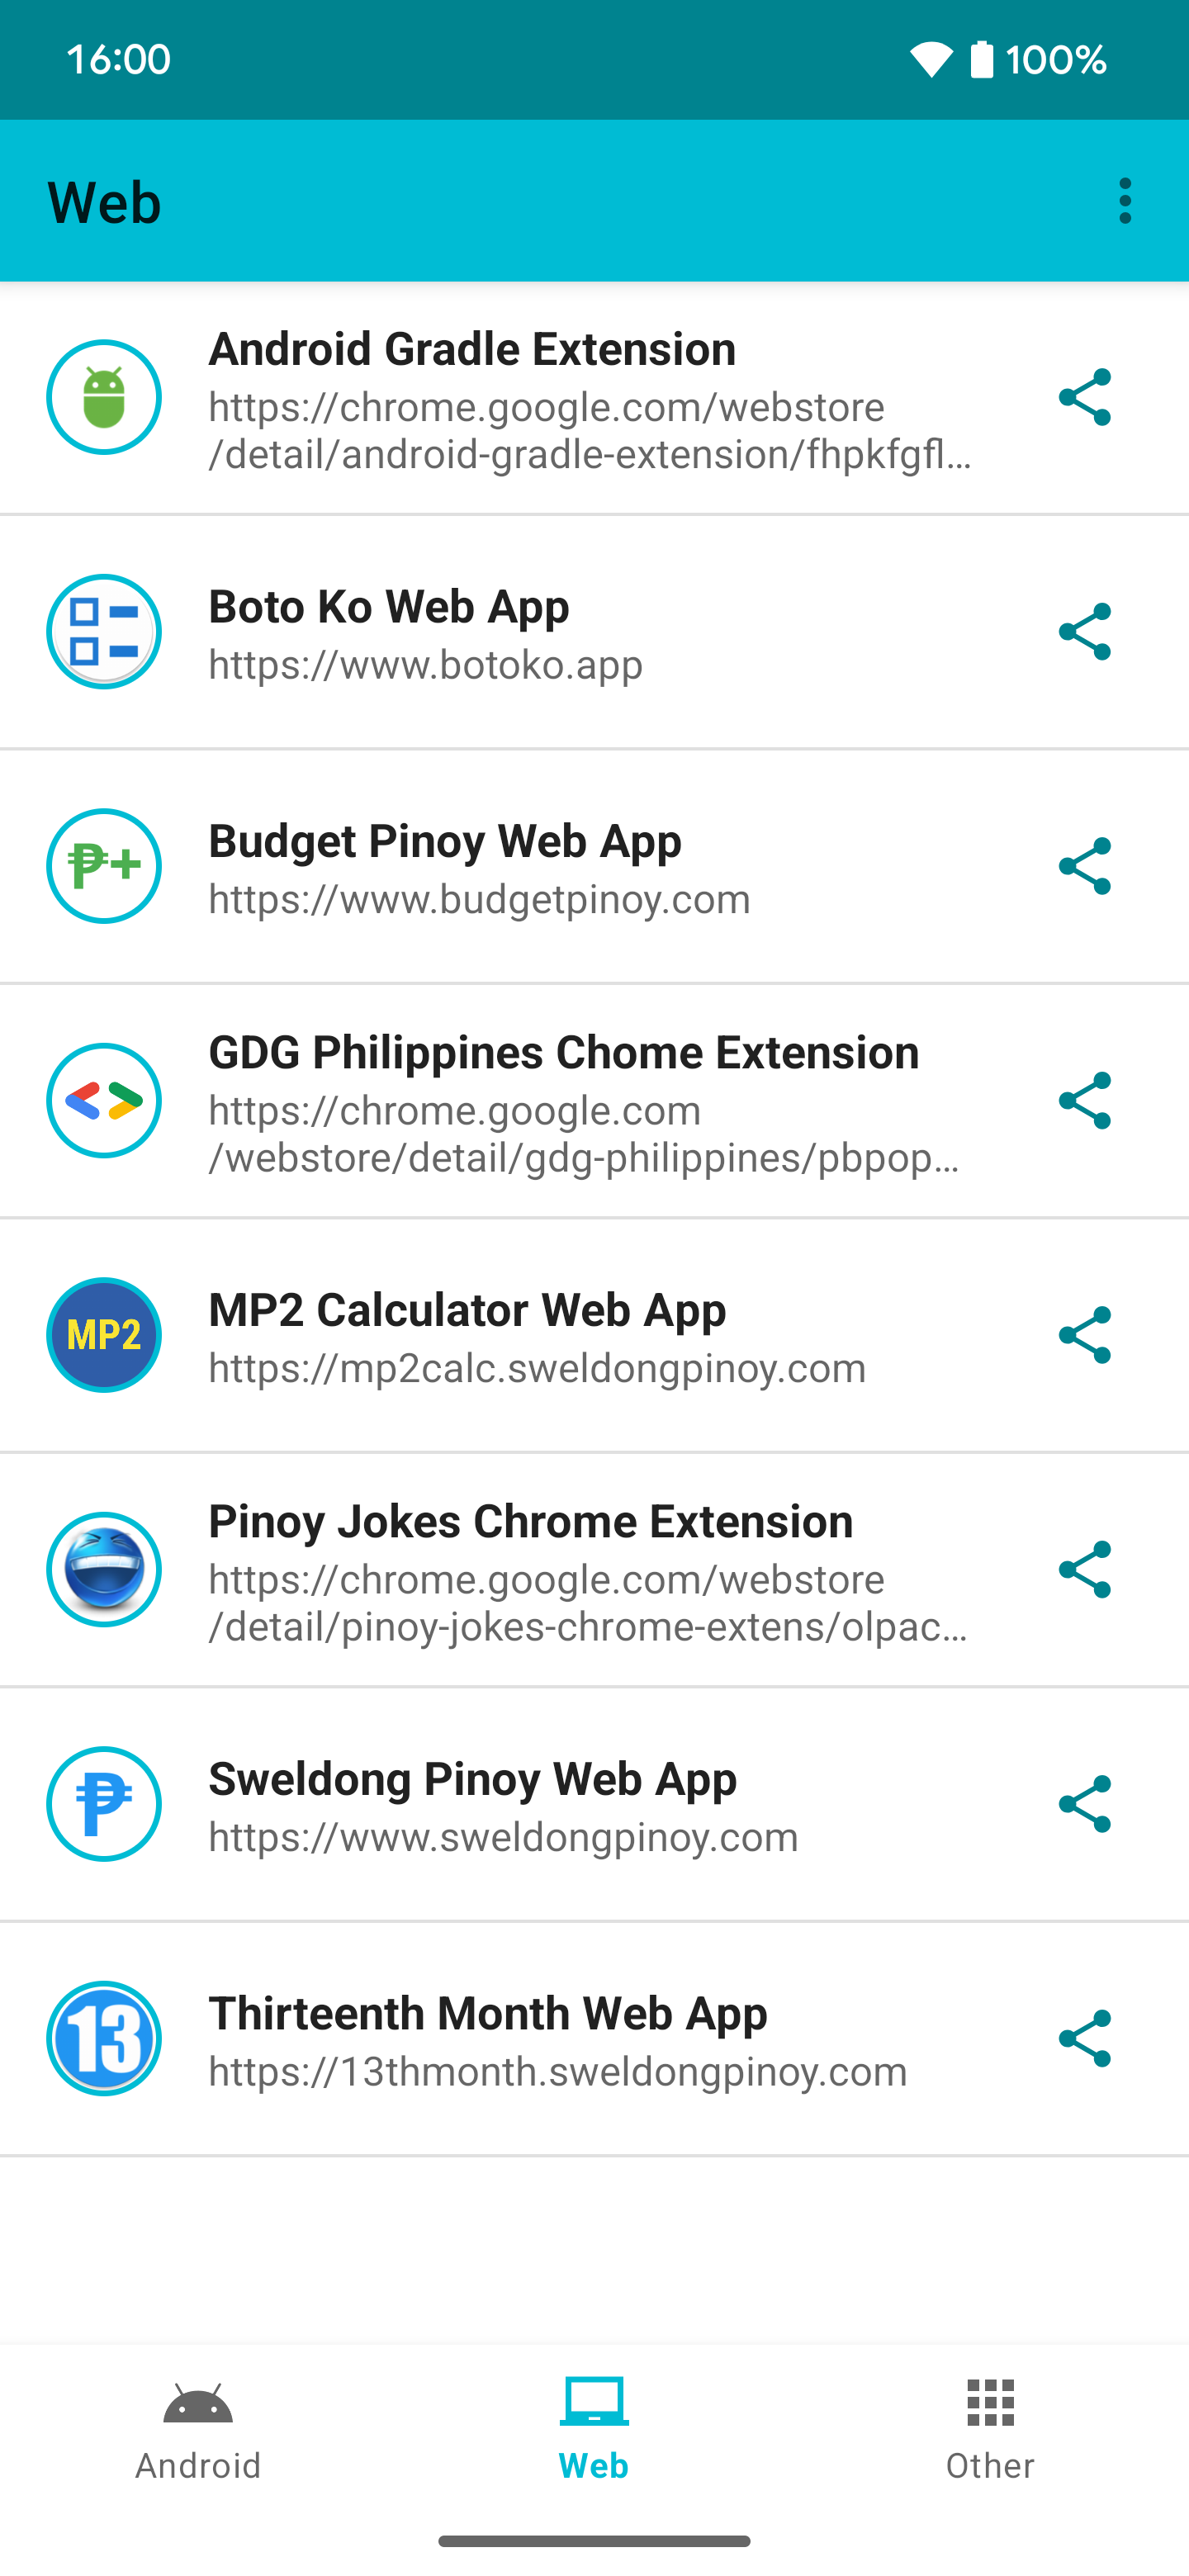 16:00
100%
Web
Android Gradle Extension
https://chrome.google.com/webstore
/detail/android-gradle-extension/fhpkfgfl…
Boto Ko Web App
https://www.botoko.app
₱+
Budget Pinoy Web App
https://www.budgetpinoy.com
GDG Philippines Chome Extension
https://chrome.google.com
/webstore/detail/gdg-philippines/pbpop…
MP2
MP2 Calculator Web App
https://mp2calc.sweldongpinoy.com
Pinoy Jokes Chrome Extension
https://chrome.google.com/webstore
/detail/pinoy-jokes-chrome-extens/olpac…
₱
Sweldong Pinoy Web App
https://www.sweldongpinoy.com
13
Thirteenth Month Web App
https://13thmonth.sweldongpinoy.com
Android
Web
Other